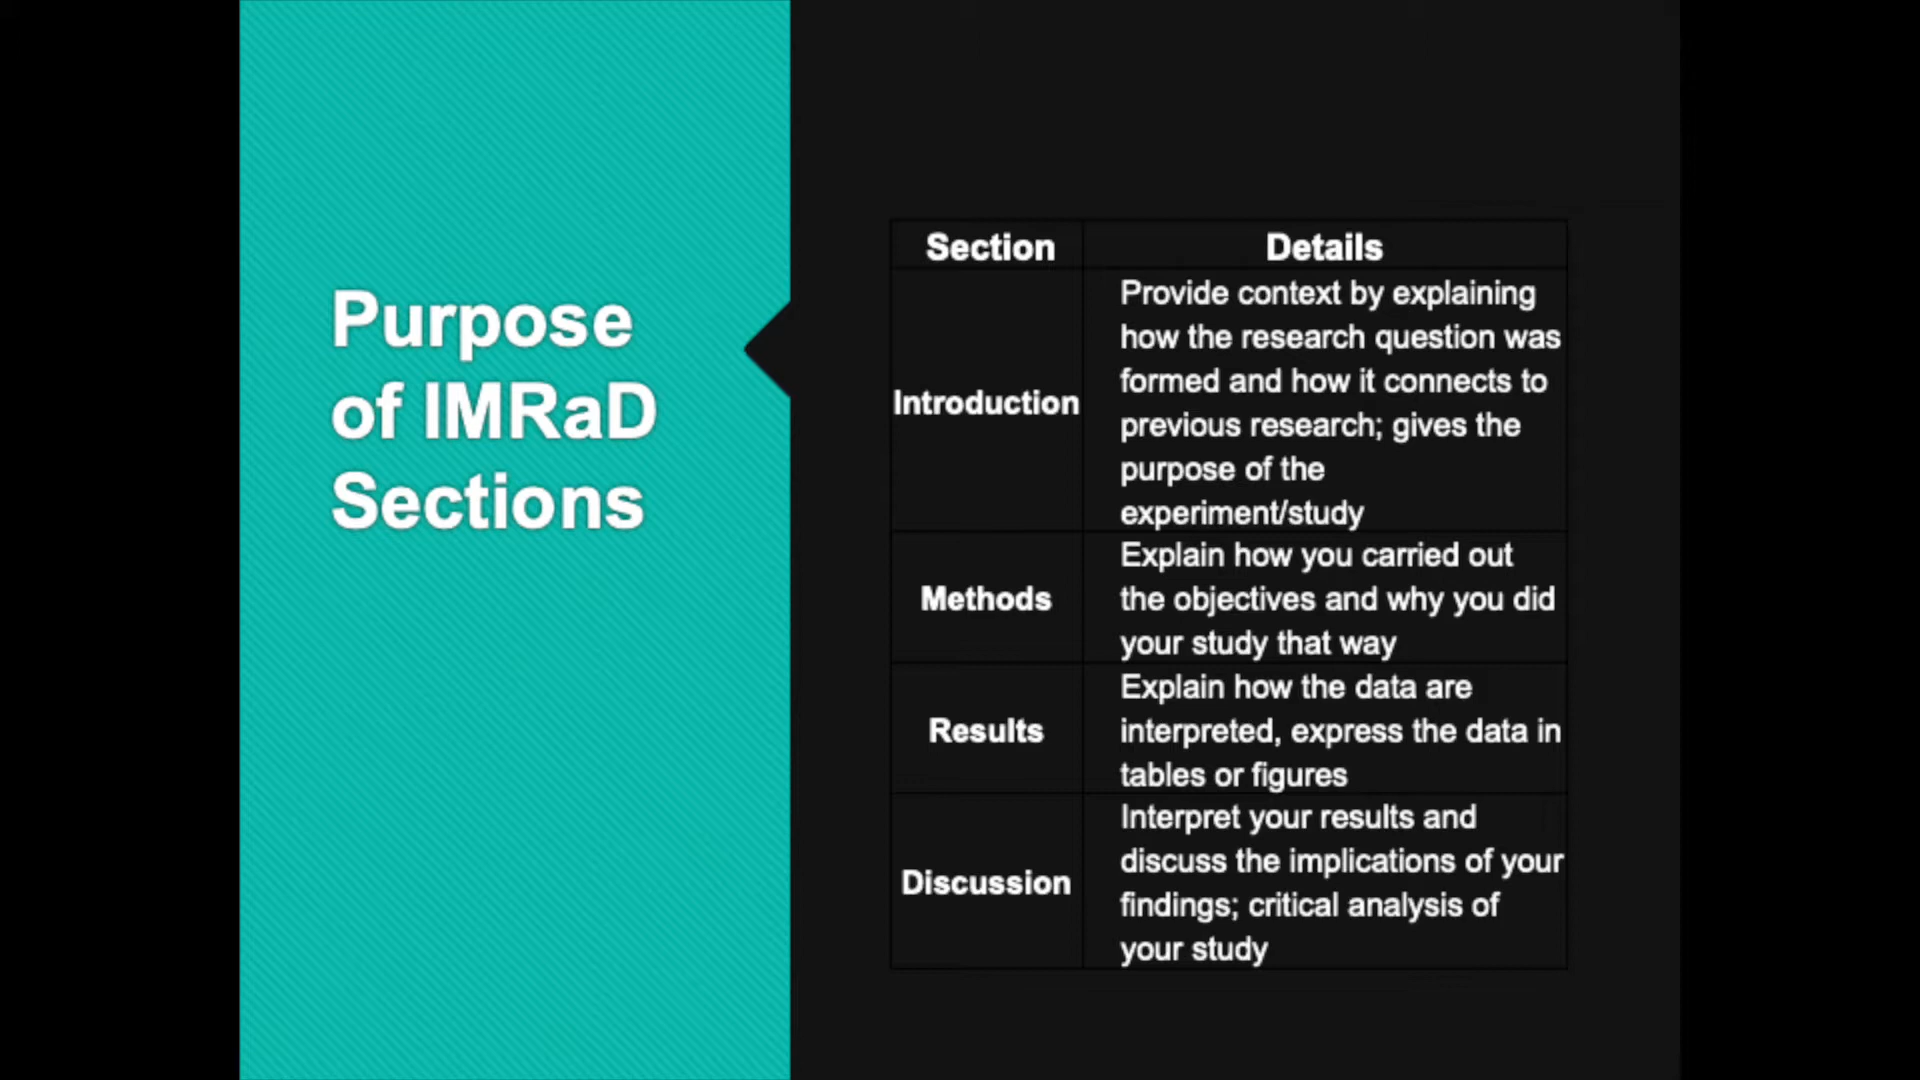 Purpose
of IMRaD
Sections
Section Details
Introduction
Provide context by explaining
how the research question was
formed and how it connects to
previous research; gives the
purpose of the
experiment/study
Methods
Explain how you carried out
the objectives and why you did
your study that way
Results
Explain how the data are
interpreted, express the data in
tables or figures
Discussion
Interpret your results and
discuss the implications of your
findings; critical analysis of
your study